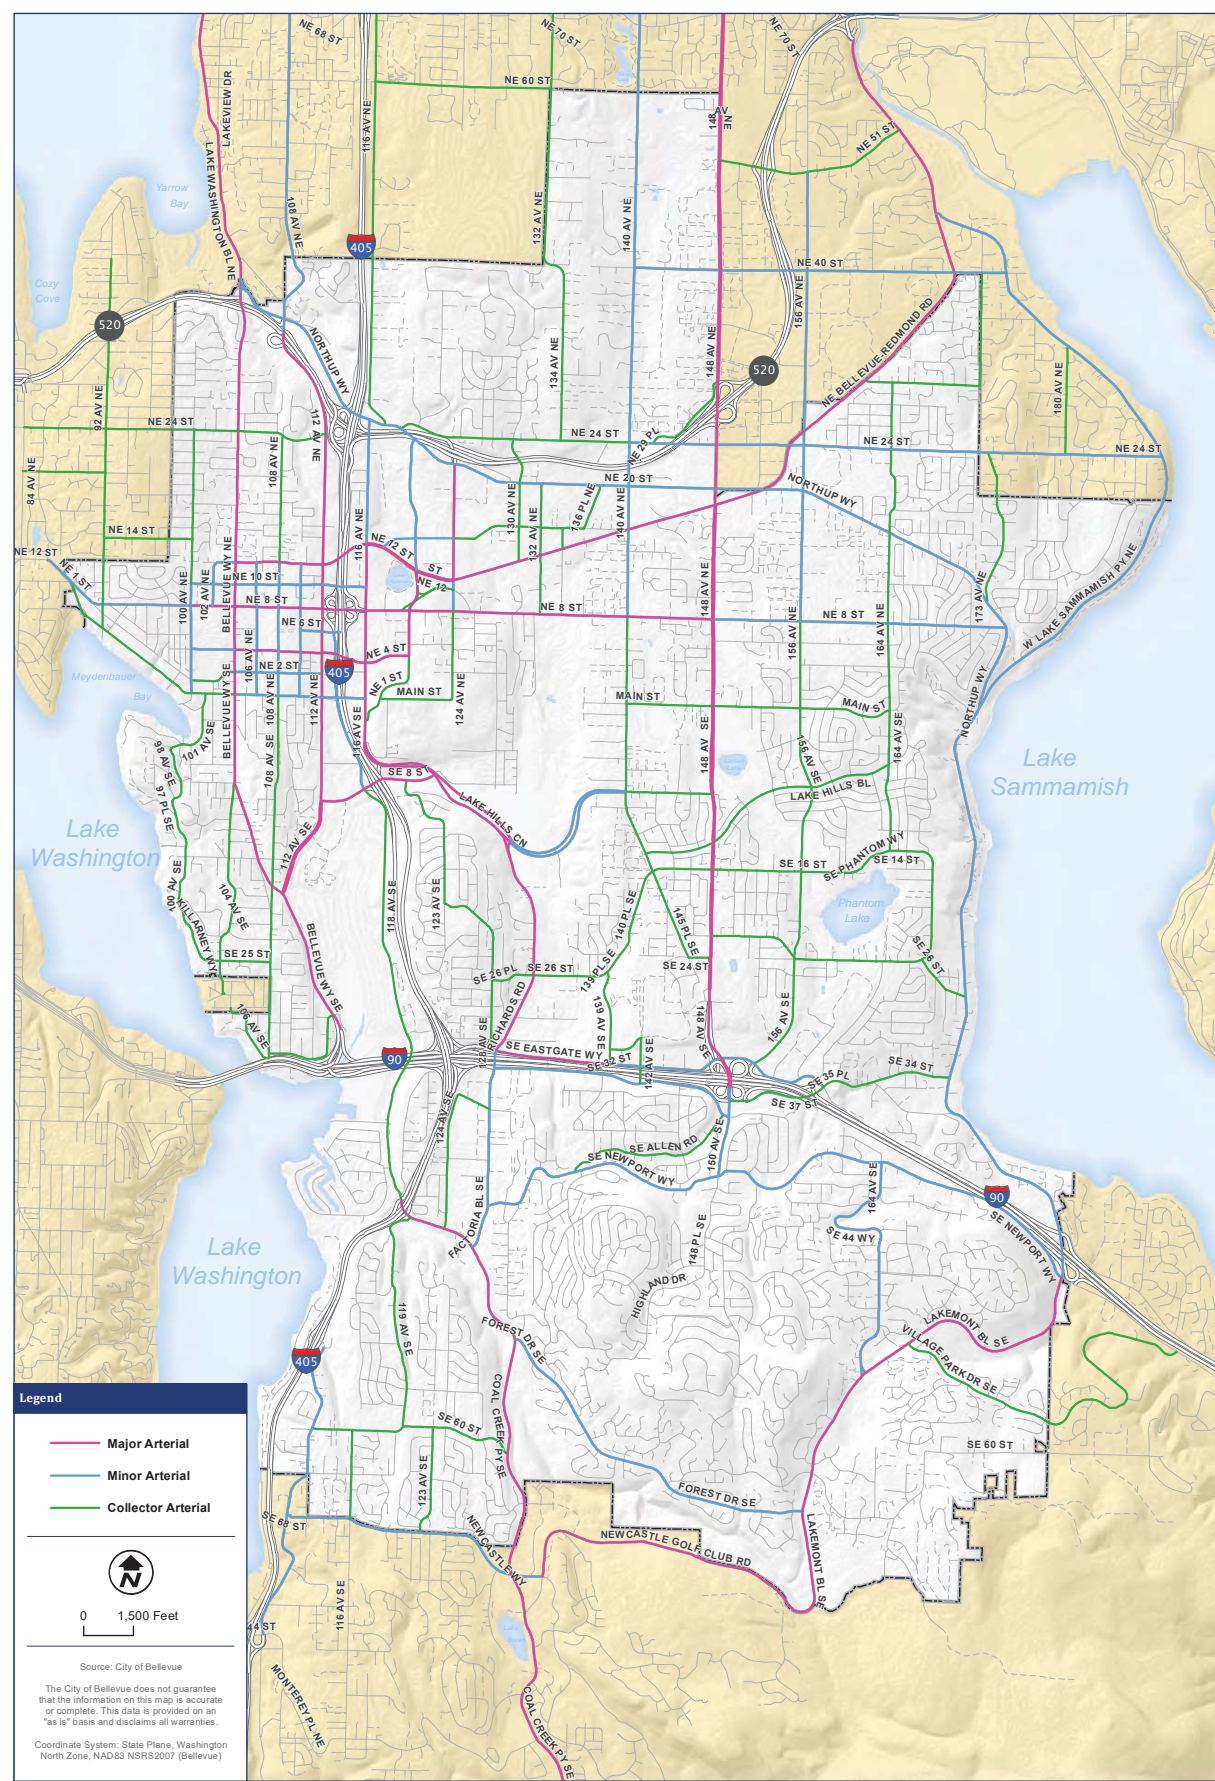 NE 68 ST
NE 70 ST
NE 70 ST
LAKEVIEW DR
NE 60 ST
116 AV NE
148 AV NE
NE 51 ST
LAKE WASHINGTON BL NE
Yarrow
Bay
108 AV NE
132 AV NE
140 AV NE
405
NE 40 ST
Cozy
Cove
156 AV NE
520
NORTHUP WY
134 AV NE
148 AV NE
520
NE BELLEVUE-REDMOND RD
180 AV NE
92 AV NE
NE 24 ST
112 AV NE
108 AV NE
NE 24 ST
NE 29 PL
NE 24 ST
NE 24 ST
84 AV NE
NE 20 ST
NORTHUP WY
NE 14 ST
130 AV NE
132 AV NE
136 PL NE
140 AV NE
116 AV NE
NE 12 ST
ST
NE 12
NE 12 ST
NE 1 ST
BELLEVUE WY NE
NE 10 ST
100 AV NE
102 AV NE
NE 8 ST
NE 8 ST
148 AV NE
NE 8 ST
156 AV NE
164 AV NE
173 AV NE
W LAKE SAMMAMISH PY NE
NE 6 ST
106 AV NE
NE 4 ST
NE 2 ST
405
NE 1 ST
MAIN ST
124 AV NE
MAIN ST
MAIN ST
Meydenbauer
Bay
108 AV NE
112 AV NE
NORTHUP WY
BELLEVUE WY SE
101 AV SE
98 AV SE
97 PL SE
108 AV SE
116 AV SE
148 AV SE
156 AV SE
164 AV SE
Lake
Sammamish
SE 8 ST
LAKE HILLS CN
LAKE HILLS BL
Lake
Washington
112 AV SE
SE 16 ST
SE PHANTOM WY
SE 14 ST
100 AV SE
104 AV SE
118 AV SE
123 AV SE
KILLARNEY WY
140 PL SE
145 PL SE
Phantom
Lake
BELLEVUE WY SE
SE 25 ST
SE 26 PL
SE 26 ST
139 PL SE
SE 24 ST
SE 26 ST
106 AV SE
RICHARDS RD
139 AV SE
148 AV SE
156 AV SE
128 AV SE
90
SE EASTGATE WY
SE 32 ST
142 AV SE
SE 34 ST
SE 35 PL
SE 37 ST
124 AV SE
SE ALLEN RD
150 AV SE
SE NEWPORT WY
164 AV SE
90
FACTORIA BL SE
148 PL SE
SE 44 WY
SE NEWPORT WY
Lake
Washington
HIGHLAND DR
119 AV SE
FOREST DR SE
LAKEMONT BL SE
VILLAGE PARK DR SE
405
COAL CREEK PY SE
SE 60 ST
SE 60 ST
123 AV SE
FOREST DR SE
SE 68 ST
NEWCASTLE WY
NEWCASTLE GOLF CLUB RD
LAKEMONT BL SE
116 AV SE
44 ST
MONTEREY PL NE
COAL CREEK PY SE
Legend
Major Arterial
Minor Arterial
Collector Arterial
N
0 1,500 Feet
Source: City of Bellevue
The City of Bellevue does not guarantee
that the information on this map is accurate
or complete. This data is provided on an
"as is" basis and disclaims all warranties.
Coordinate System: State Plane, Washington
North Zone, NAD83 NSRS2007 (Bellevue)